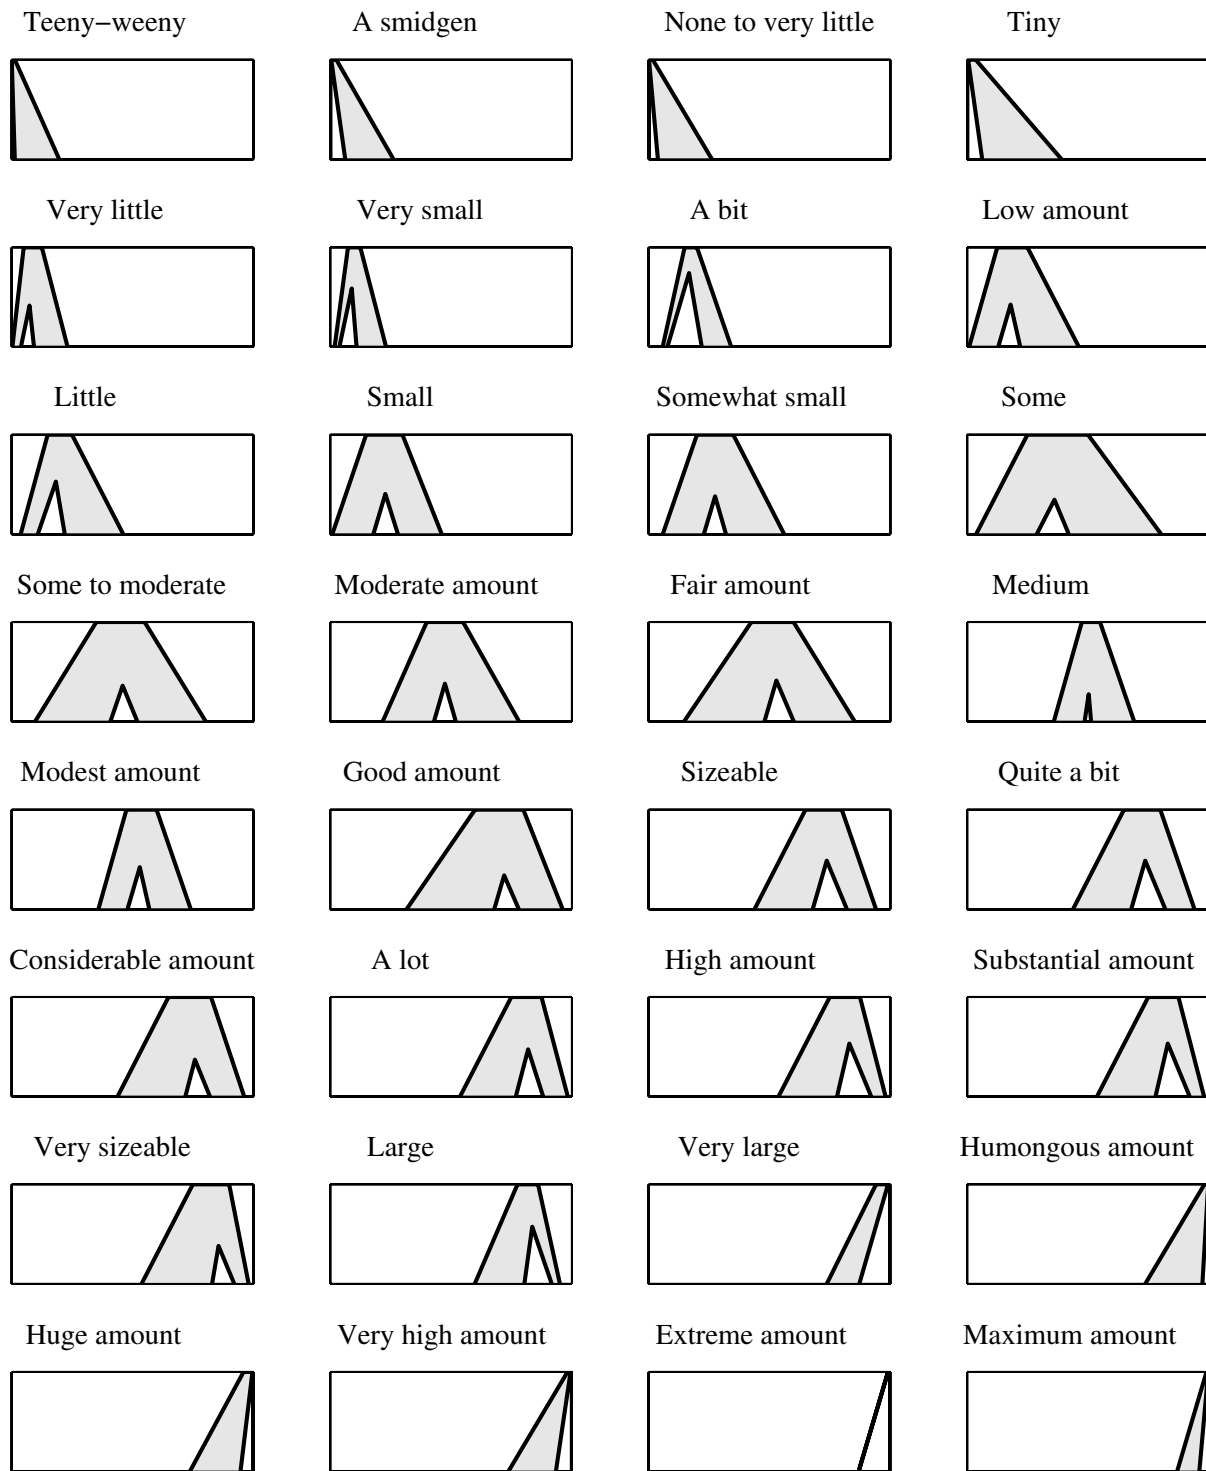 Teeny−weeny
A smidgen
None to very little
Tiny
Very little
Very small
A bit
Low amount
Little
Small
Somewhat small
Some
Some to moderate
Moderate amount
Fair amount
Medium
Modest amount
Good amount
Sizeable
Quite a bit
Considerable amount
A lot
High amount
Substantial amount
Very sizeable
Large
Very large
Humongous amount
Huge amount
Very high amount
Extreme amount
Maximum amount